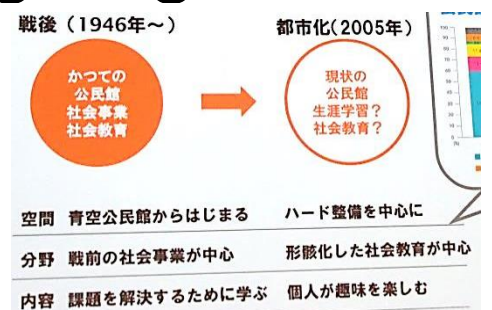 戦後（1946年～）
都市化(2005年)
かつての
公民館
社会事業
社会教育
現状の
公民館
生涯学習？
社会教育？
空間 青空公民館からはじまる ハード整備を中心に
分野 戦前の社会事業が中心 形骸化した社会教育が中心
内容 課題を解決するために学ぶ 個人が趣味を楽しむ